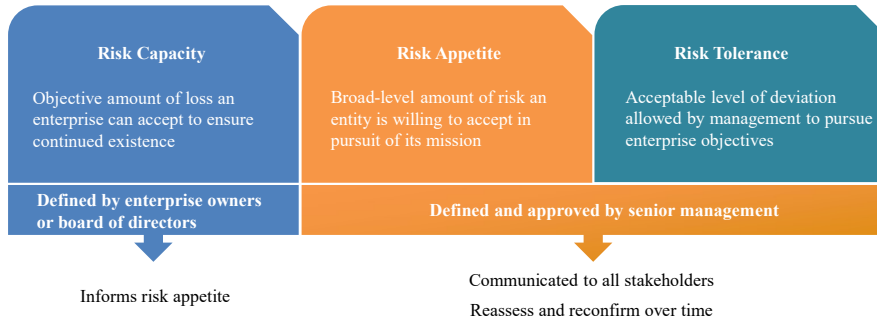 Risk Capacity
Objective amount of loss an
enterprise can accept to ensure
continued existence
Risk Appetite
Broad-level amount of risk an
entity is willing to accept in
pursuit of its mission
Risk Tolerance
Acceptable level of deviation
allowed by management to pursue
enterprise objectives
Defined by enterprise owners
or board of directors
Defined and approved by senior management
Informs risk appetite
Communicated to all stakeholders
Reassess and reconfirm over time